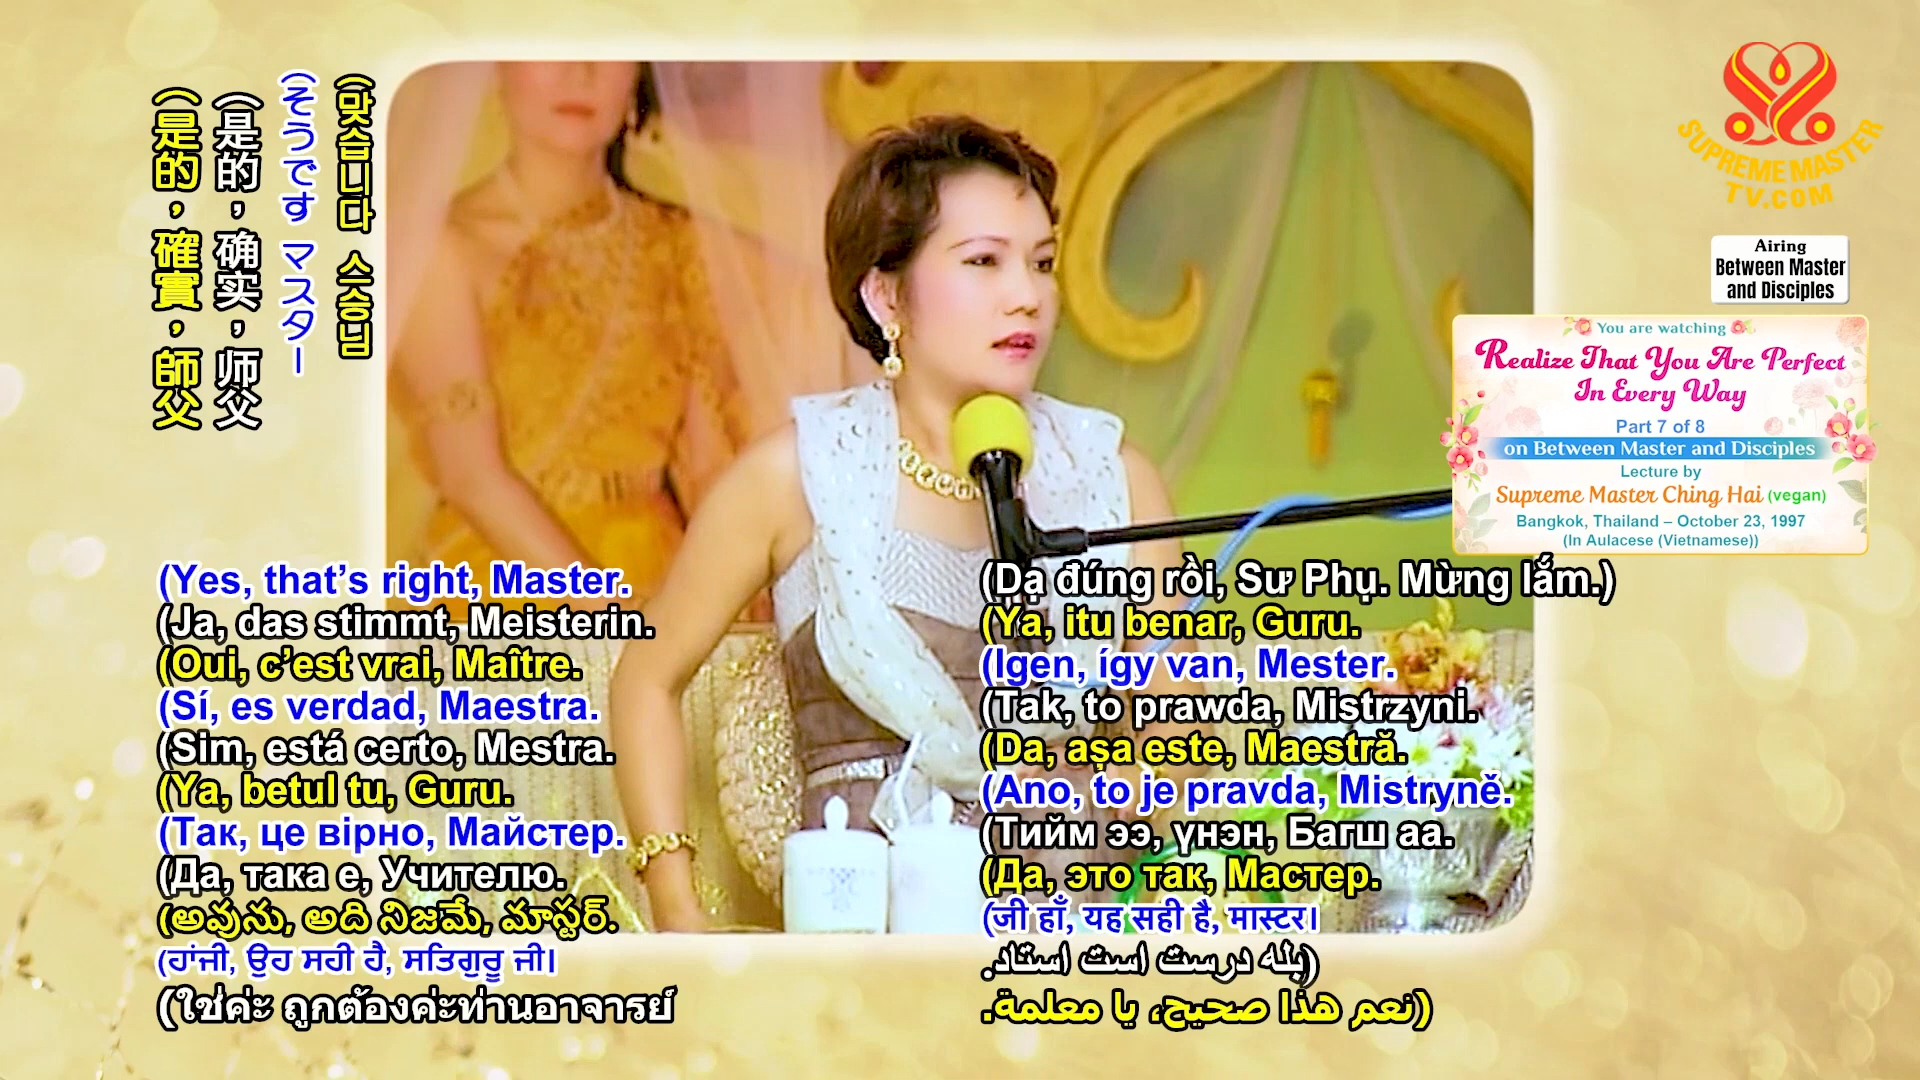 (是的，確實，師父
(是的，确实，师父
(そうです マスター
(맞습니다 스승님
SUPREME MASTER
TV.COM
Airing
Between Master
and Disciples
You are watching
Realize That You Are Perfect
In Every Way
Part 7 of 8
on Between Master and Disciples
Lecture by
Supreme Master Ching Hai (vegan)
Bangkok, Thailand – October 23, 1997
(In Aulacese (Vietnamese))
(Yes, that’s right, Master.
(Ja, das stimmt, Meisterin.
(Oui, c’est vrai, Maître.
(Sí, es verdad, Maestra.
(Sim, está certo, Mestra.
(Ya, betul tu, Guru.
(Так, це вірно, Майстер.
(Да, така е, Учителю.
(అవును, అది నిజమే, మాస్టర్.
(ਹਾਂਜੀ, ਉਹ ਸਹੀ ਹੈ, ਸਤਿਗੁਰੂ ਜੀ।
(ใช่ค่ะ ถูกต้องค่ะท่านอาจารย์
(Dạ đúng rồi, Sư Phụ. Mừng lắm.)
(Ya, itu benar, Guru.
(Igen, így van, Mester.
(Tak, to prawda, Mistrzyni.
(Da, așa este, Maestră.
(Ano, to je pravda, Mistryně.
(Тийм ээ, үнэн, Багш аа.
(Да, это так, Мастер.
(जी हाँ, यह सही है, मास्टर।
(بله درست است استاد.
(نعم هذا صحيح، يا معلمة.